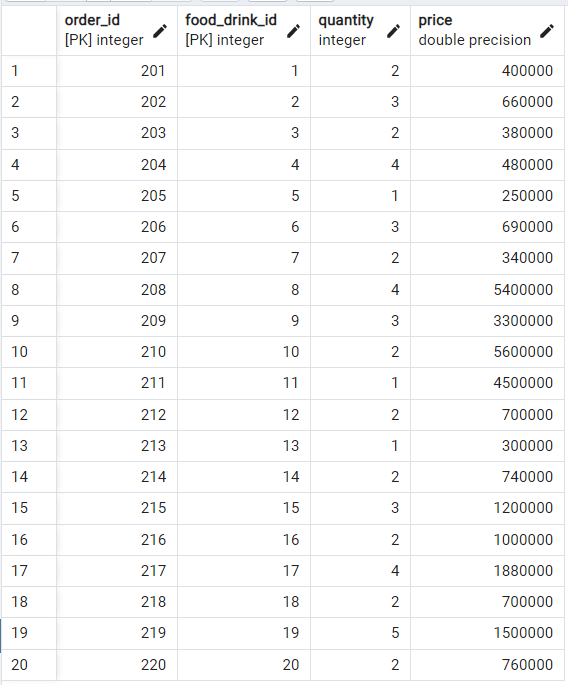 order_id food_drink_id quantity price
[PK] integer [PK] integer integer double precision
1 201 1 2 400000
2 202 2 3 660000
3 203 3 2 380000
4 204 4 4 480000
5 205 5 1 250000
6 206 6 3 690000
7 207 7 2 340000
8 208 8 4 5400000
9 209 9 3 3300000
10 210 10 2 5600000
11 211 11 1 4500000
12 212 12 2 700000
13 213 13 1 300000
14 214 14 2 740000
15 215 15 3 1200000
16 216 16 2 1000000
17 217 17 4 1880000
18 218 18 2 700000
19 219 19 5 1500000
20 220 20 2 760000